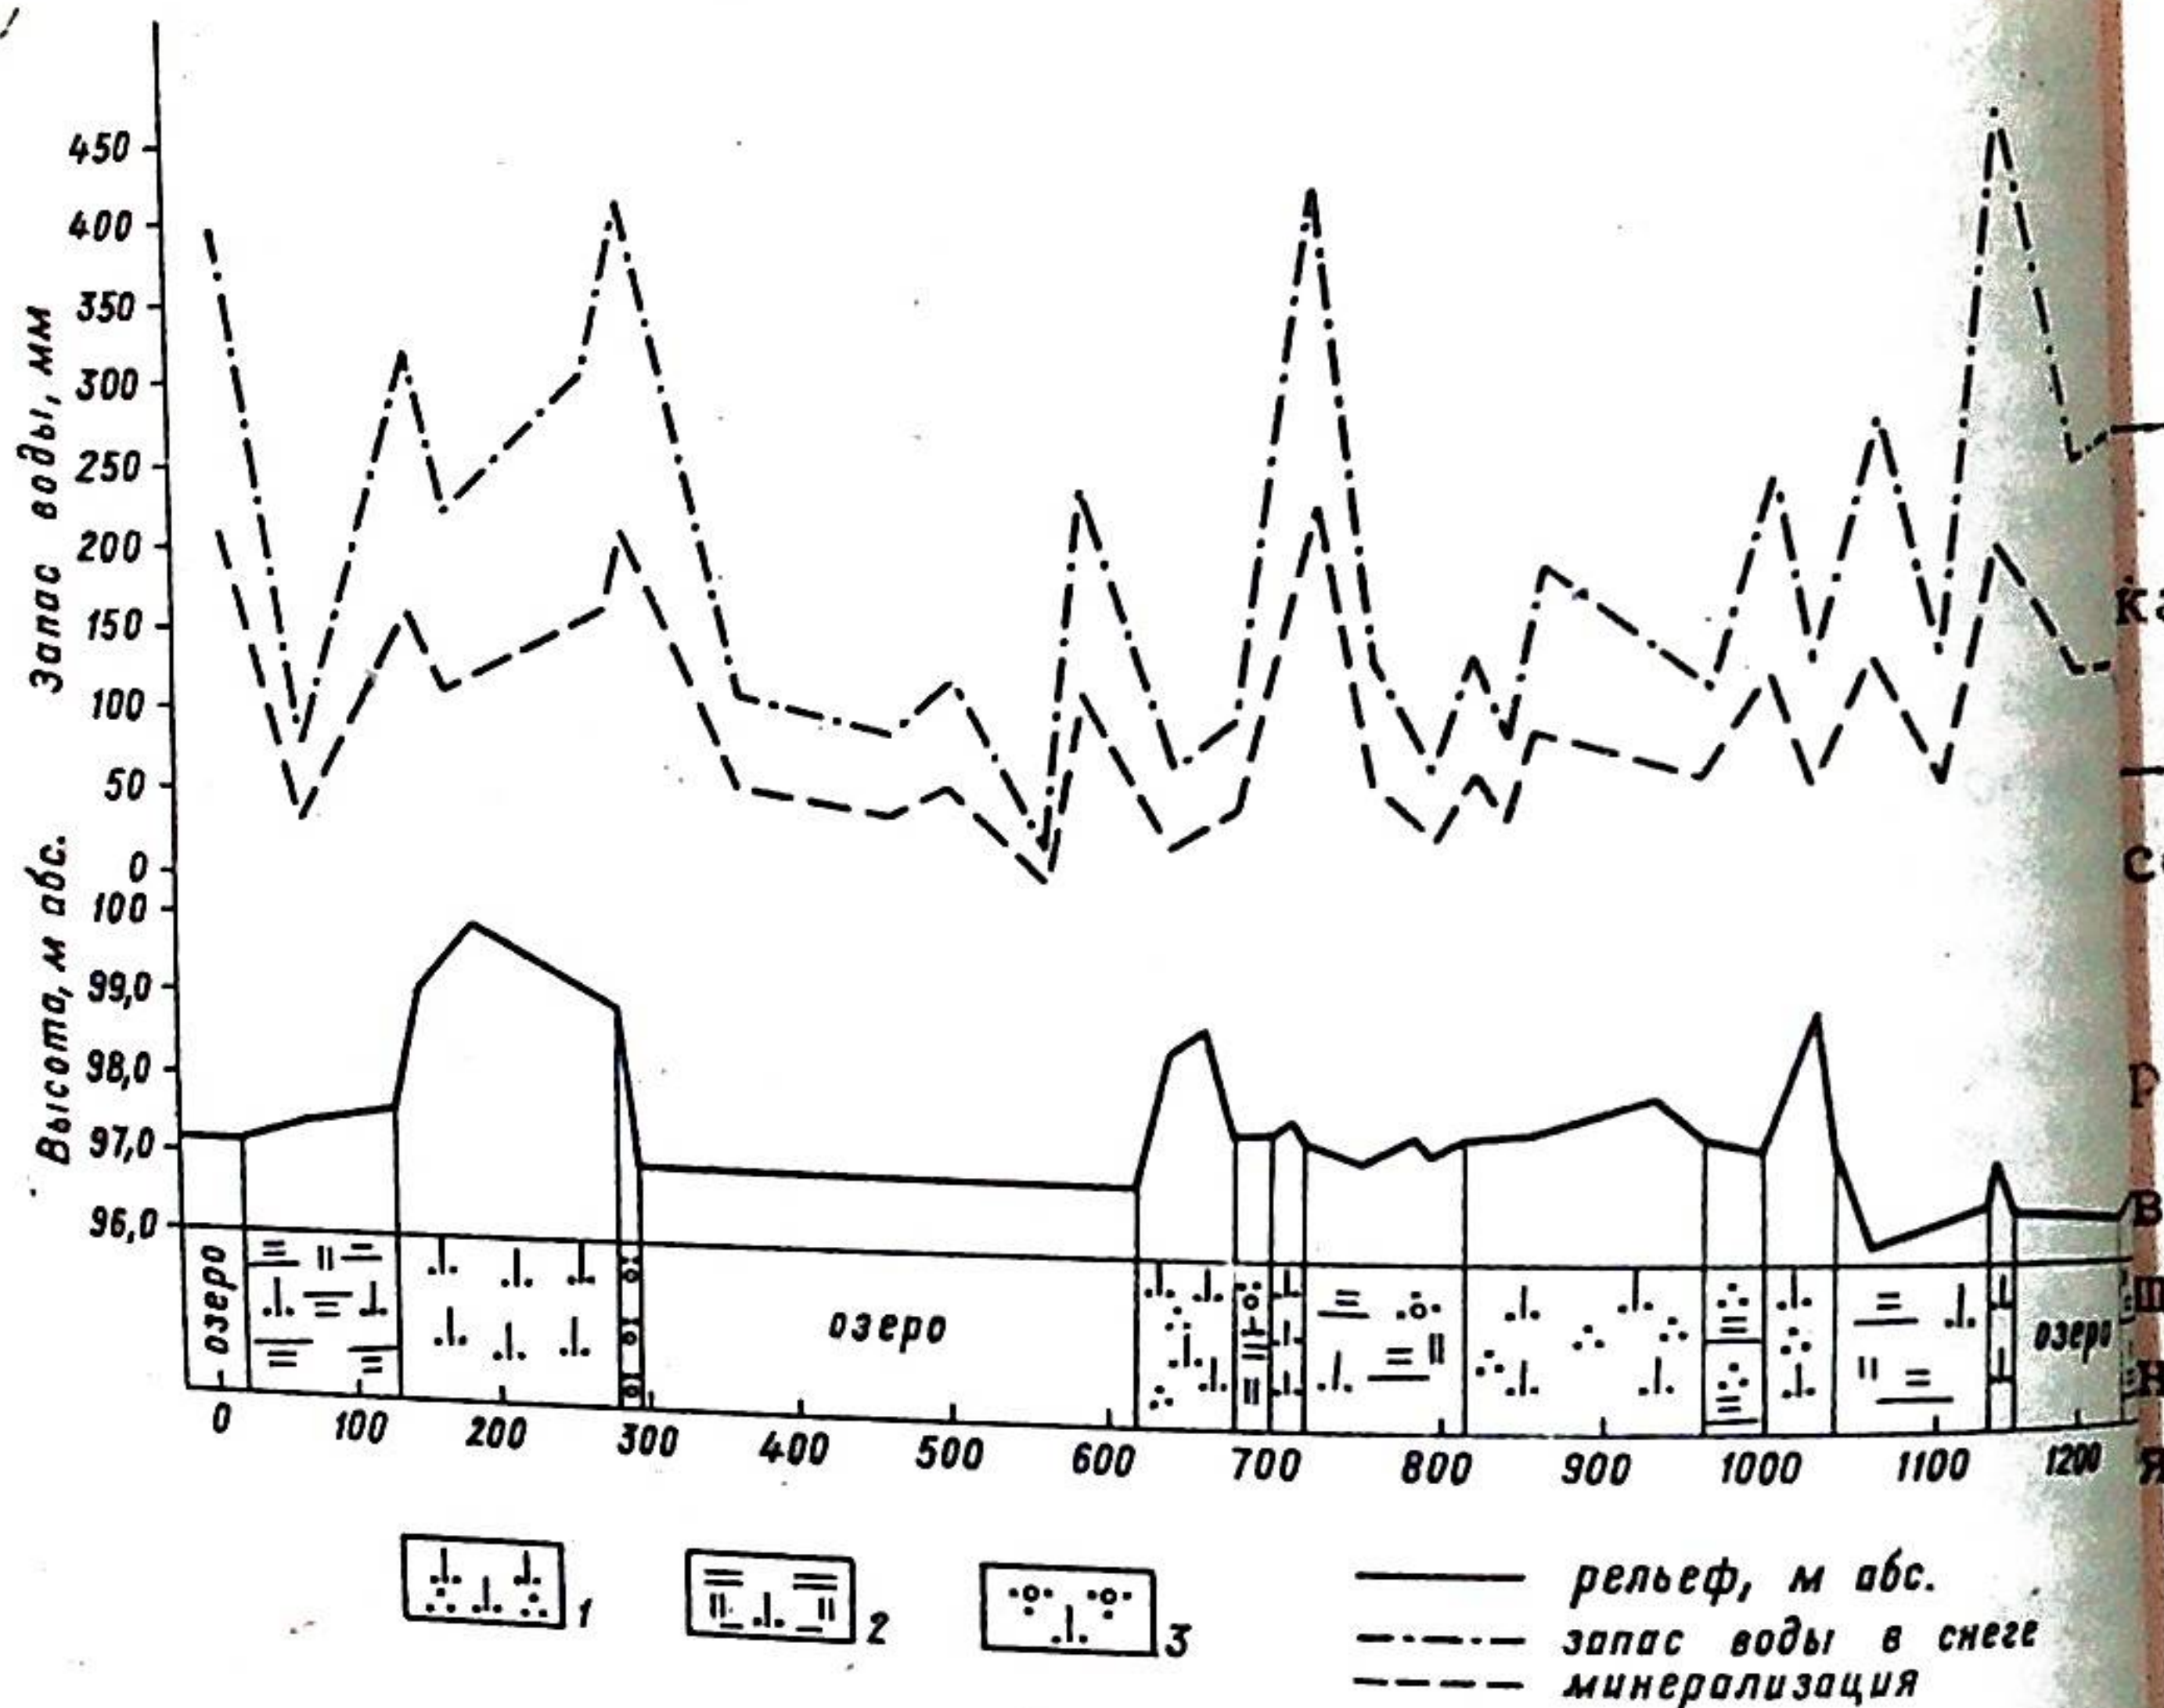 Запас воды, мм
450
400
350
300
250
200
150
100
50
0
Высота, м абс.
100
99,0
98,0
97,0
96,0
озеро
озеро
озеро
0 100 200 300 400 500 600 700 800 900 1000 1100 1200
1
2
3
рельеф, м абс.
запас воды в снеге
минерализация